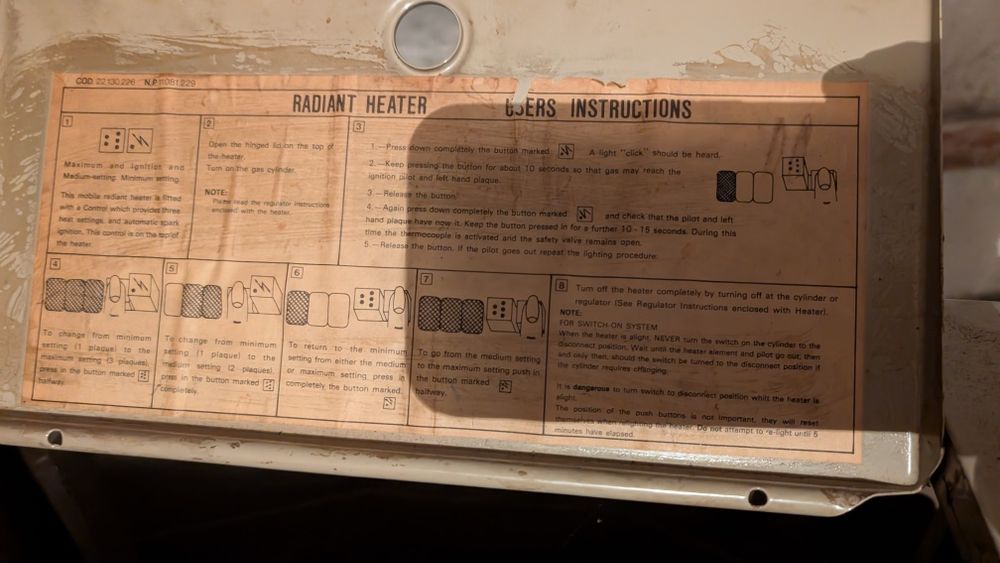 COD. 22.130.226 N.P. 11.081.229
RADIANT HEATER USERS INSTRUCTIONS
1
Maximum and ignition and
Medium-setting. Minimum setting.
This mobile radiant heater is fitted
with a Control which provides three
heat settings, and automatic spark
ignition. This control is on the top of
the heater.
2
Open the hinged lid on the top of
the heater.
Turn on the gas cylinder.
NOTE:
Please read the regulator instructions
enclosed with the heater.
3
1.—Press down completely the button marked A light "click" should be heard.
2.—Keep pressing the button for about 10 seconds so that gas may reach the
ignition pilot and left hand plaque.
3.—Release the button.
4.—Again press down completely the button marked and check that the pilot and left
hand plaque have now it. Keep the button pressed in for a further 10-15 seconds. During this
time the thermocouple is activated and the safety valve remains open.
5.—Release the button. If the pilot goes out repeat the lighting procedure.
4
To change from minimum
setting (1 plaque) to the
maximum setting (3 plaques),
press in the button marked
halfway.
5
To change from minimum
setting (1 plaque) to the
medium setting (2 plaques),
press in the button marked
completely.
6
To return to the minimum
setting from either the medium
or maximum setting press in
completely the button marked.
7
To go from the medium setting
to the maximum setting push in
the button marked
halfway.
8
Turn off the heater completely by turning off at the cylinder or
regulator (See Regulator Instructions enclosed with Heater).
NOTE:
FOR SWITCH-ON SYSTEM
When the heater is alight, NEVER turn the switch on the cylinder to the
disconnect position. Wait until the heater element and pilot go out, then
and only then, should the switch be turned to the disconnect position if
the cylinder requires changing.
It is dangerous to turn switch to disconnect position whilst the heater is
alight.
The position of the push buttons is not important, they will reset
themselves when relighting the heater. Do not attempt to re-light until 5
minutes have elapsed.